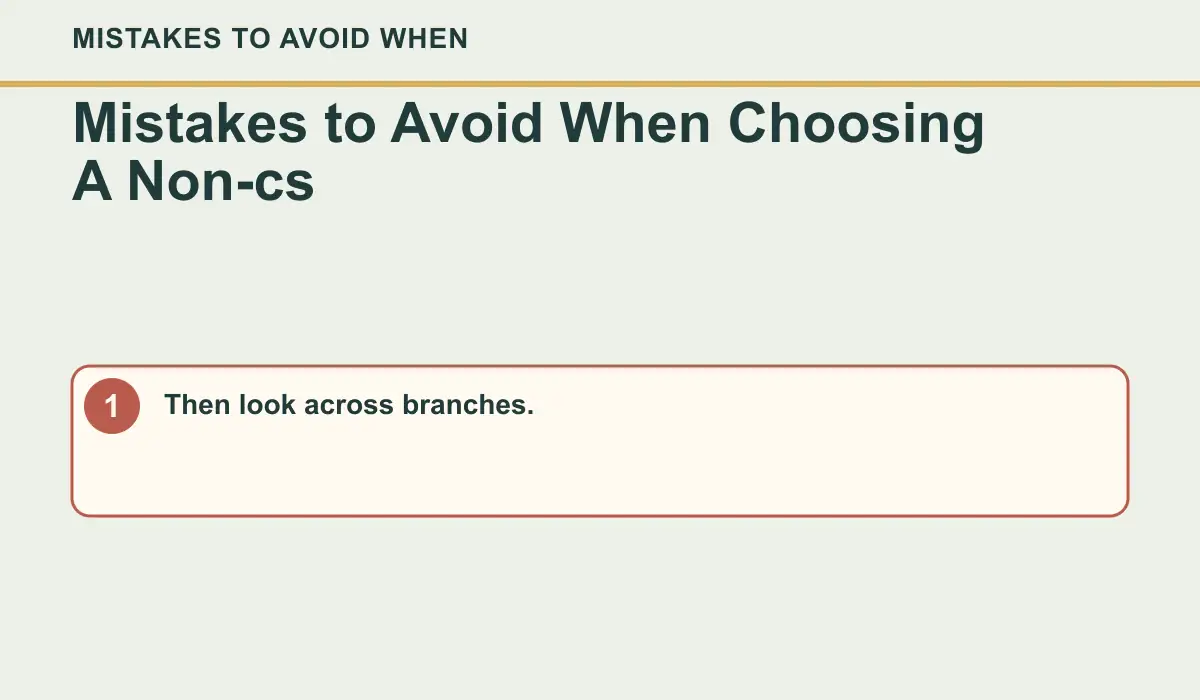 MISTAKES TO AVOID WHEN
Mistakes to Avoid When Choosing
A Non-cs
1
Then look across branches.